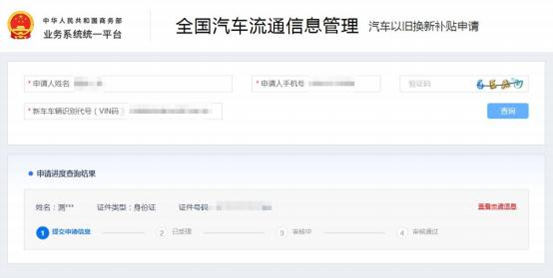 中华人民共和国商务部
业务系统统一平台
全国汽车流通信息管理 汽车以旧换新补贴申请
* 申请人姓名 * 申请人手机号 验证码
* 新车车辆识别代号（VIN码） 查询
申请进度查询结果
姓名：测*** 证件类型：身份证 证件号码： 查看申请信息
1 提交申请信息 2 已受理 3 审核中 4 审核通过